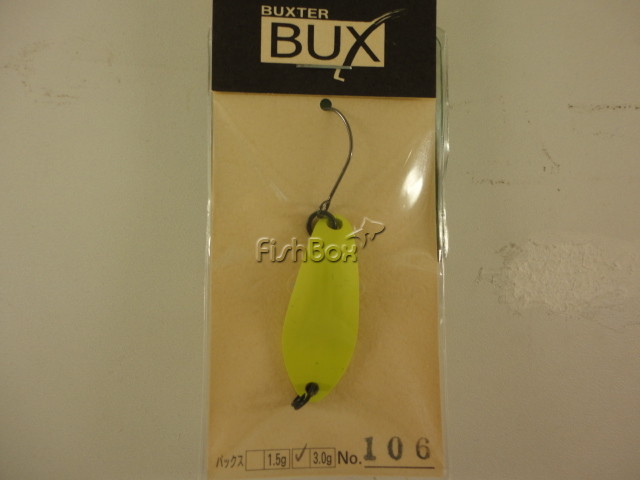 BUXTER
BUX
FishBox
バックス 1.5g ✓ 3.0g No. 106